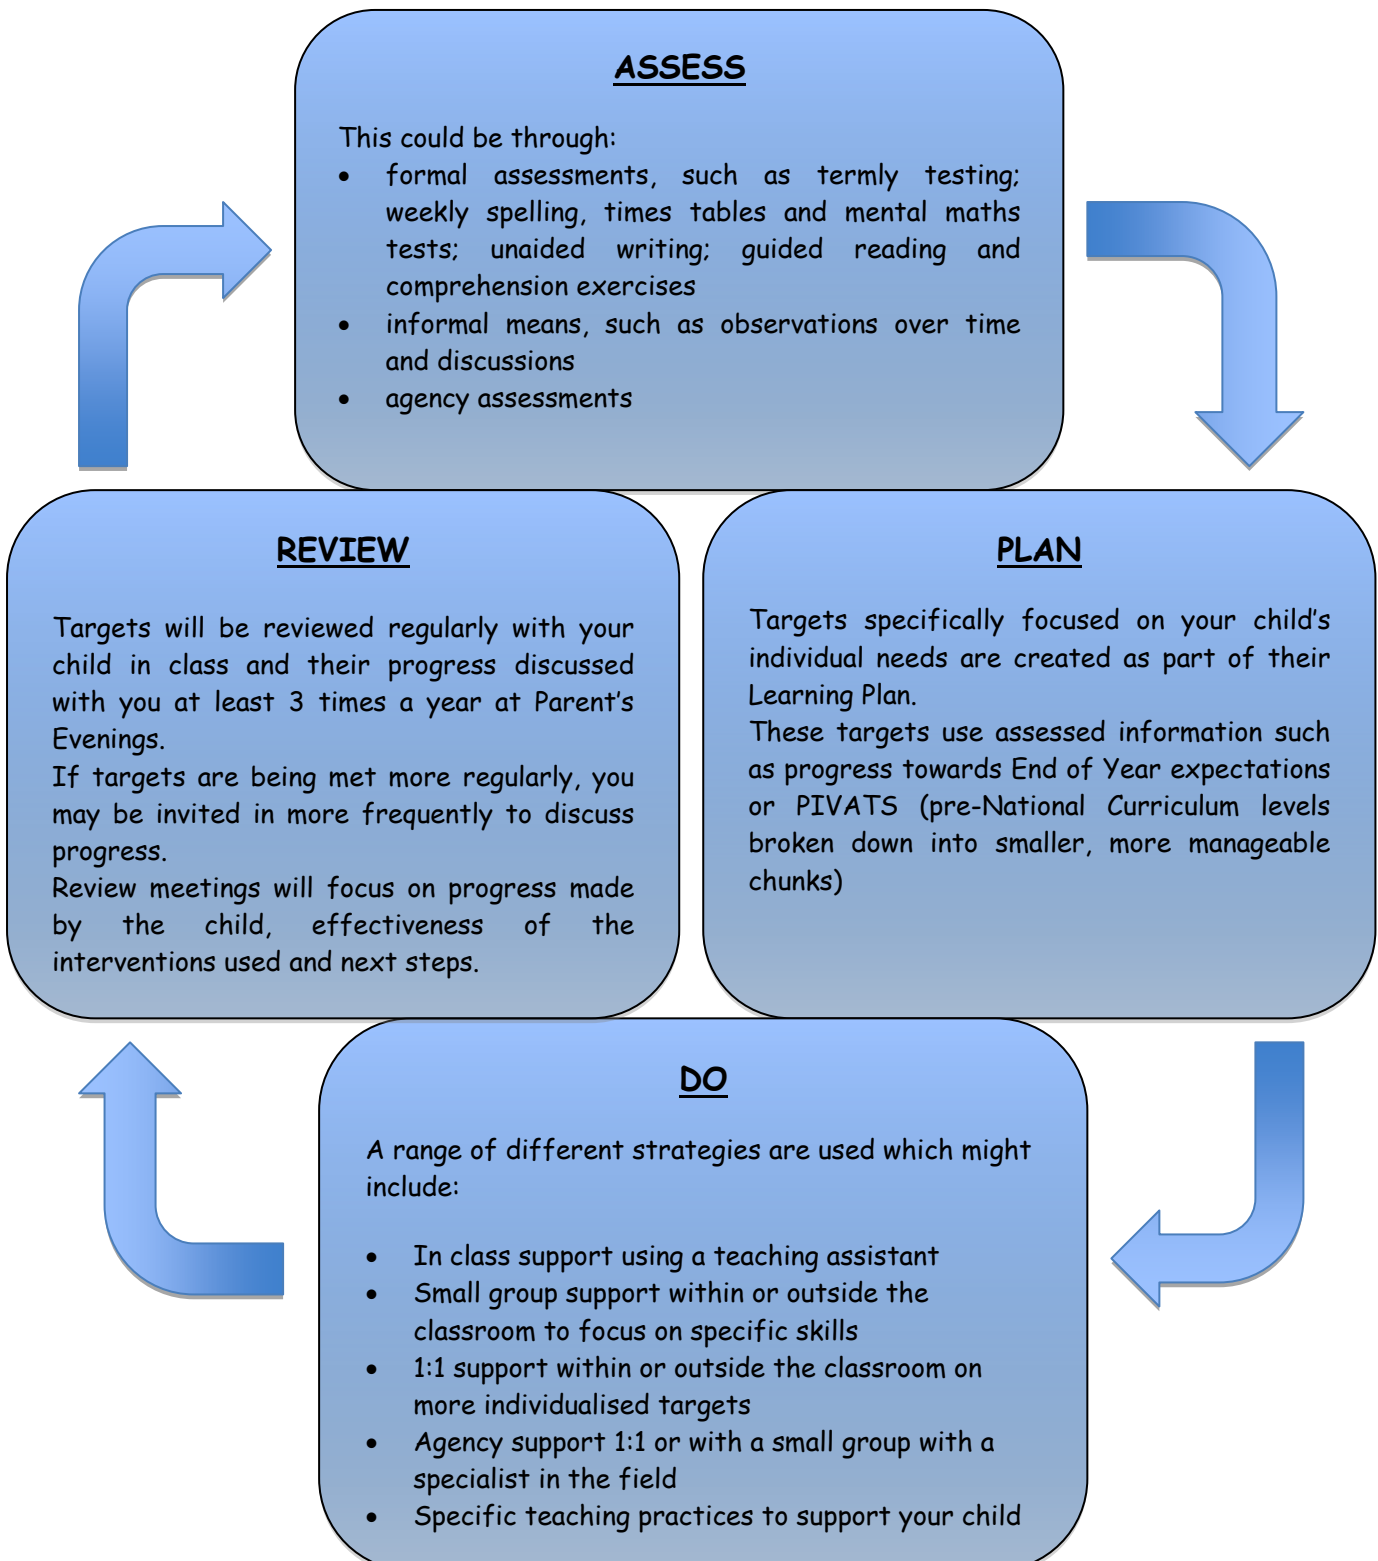 ASSESS
This could be through:
• formal assessments, such as termly testing;
weekly spelling, times tables and mental maths
tests; unaided writing; guided reading and
comprehension exercises
• informal means, such as observations over time
and discussions
• agency assessments
REVIEW
Targets will be reviewed regularly with your
child in class and their progress discussed
with you at least 3 times a year at Parent's
Evenings.
If targets are being met more regularly, you
may be invited in more frequently to discuss
progress.
Review meetings will focus on progress made
by the child, effectiveness of the
interventions used and next steps.
PLAN
Targets specifically focused on your child's
individual needs are created as part of their
Learning Plan.
These targets use assessed information such
as progress towards End of Year expectations
or PIVATS (pre-National Curriculum levels
broken down into smaller, more manageable
chunks)
DO
A range of different strategies are used which might
include:
• In class support using a teaching assistant
• Small group support within or outside the
classroom to focus on specific skills
• 1:1 support within or outside the classroom on
more individualised targets
• Agency support 1:1 or with a small group with a
specialist in the field
• Specific teaching practices to support your child